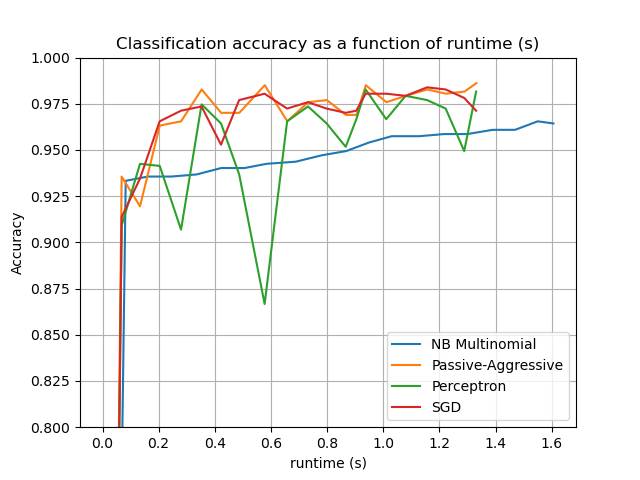 Classification accuracy as a function of runtime (s)
1.000
0.975
0.950
0.925
0.900
0.875
0.850
0.825
0.800
Accuracy
NB Multinomial
Passive-Aggressive
Perceptron
SGD
0.0 0.2 0.4 0.6 0.8 1.0 1.2 1.4 1.6
runtime (s)